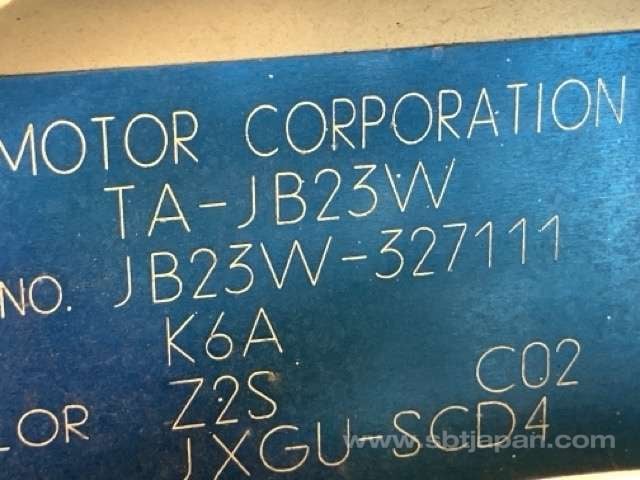 MOTOR CORPORATION
TA-JB23W
NO. JB23W-327111
K6A
LOR Z2S C02
JXGU-SCD4
www.sbtjapan.com